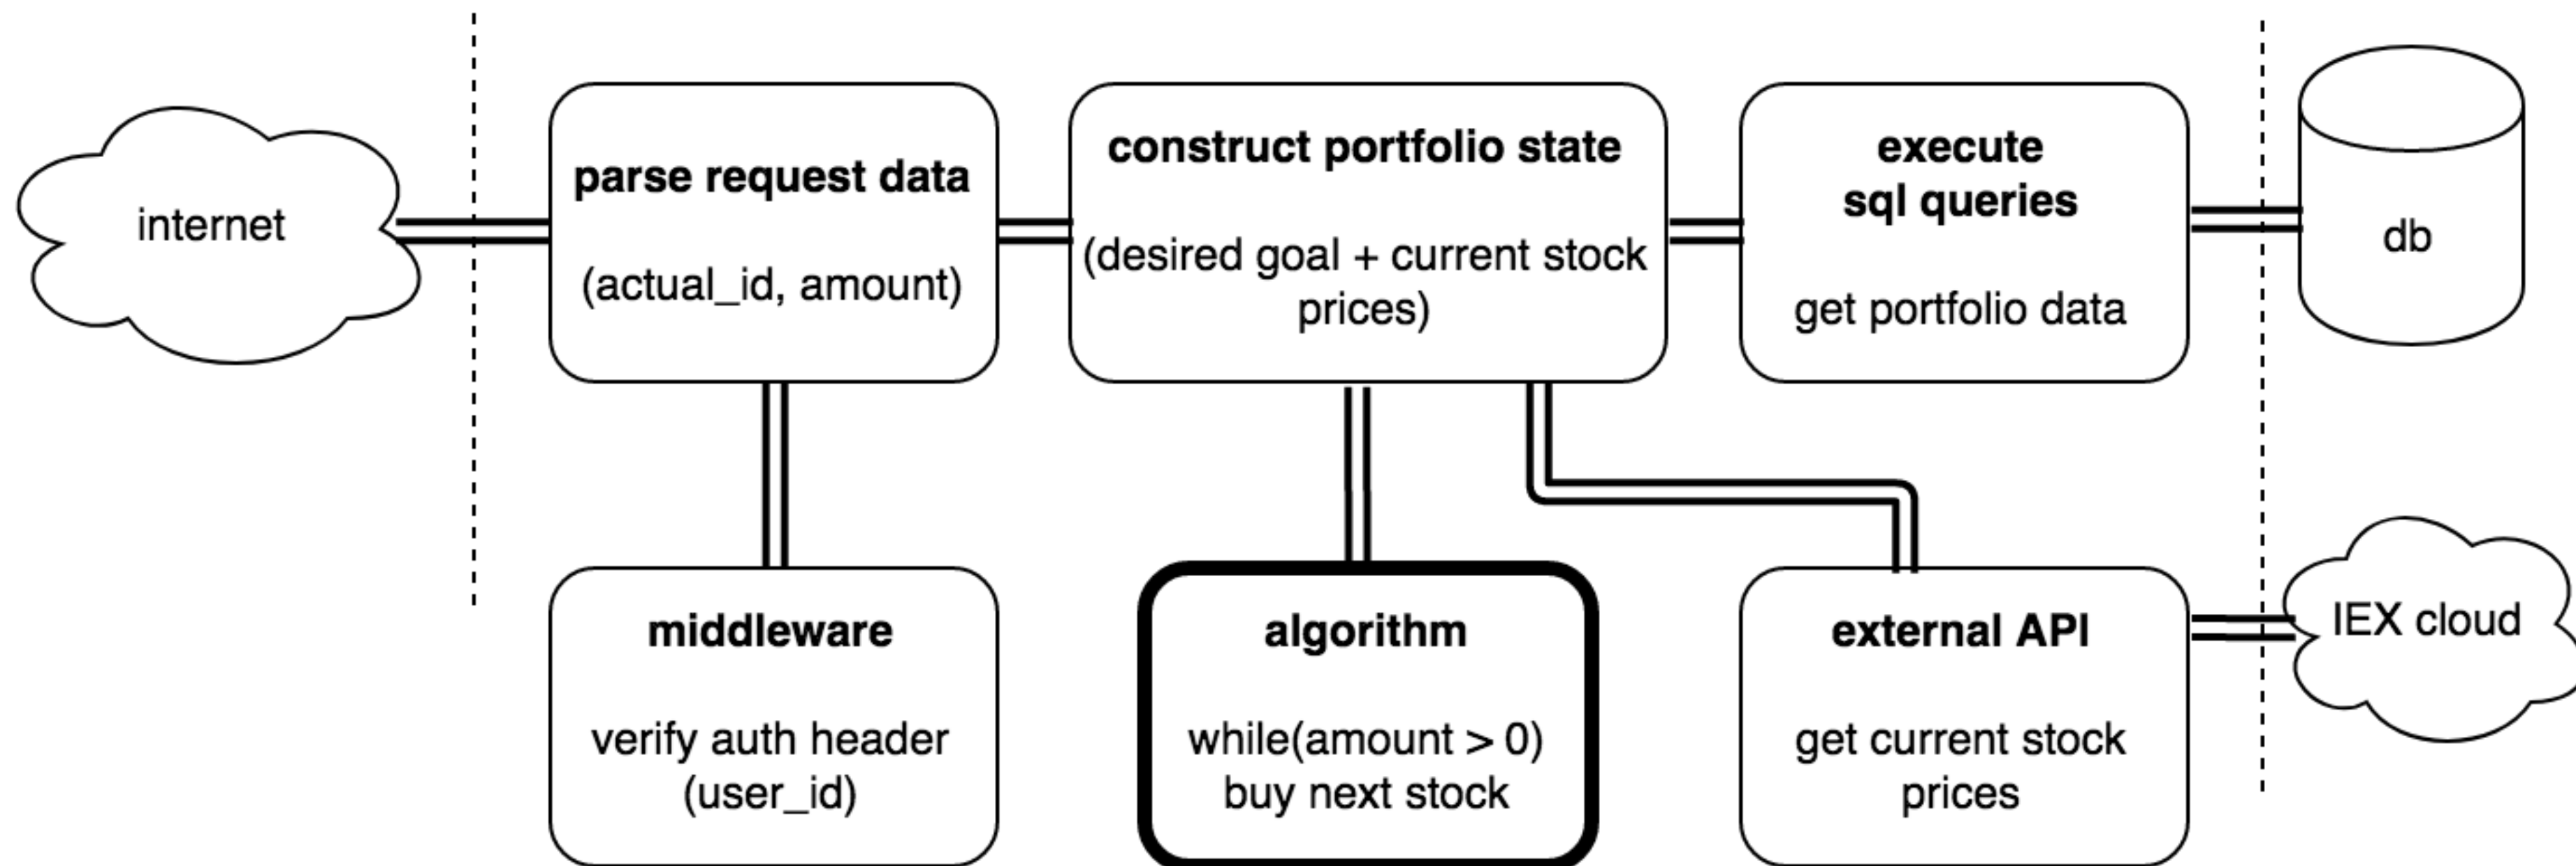 internet
parse request data
(actual_id, amount)
construct portfolio state
(desired goal + current stock
prices)
execute
sql queries
get portfolio data
db
middleware
verify auth header
(user_id)
algorithm
while(amount > 0)
buy next stock
external API
get current stock
prices
IEX cloud